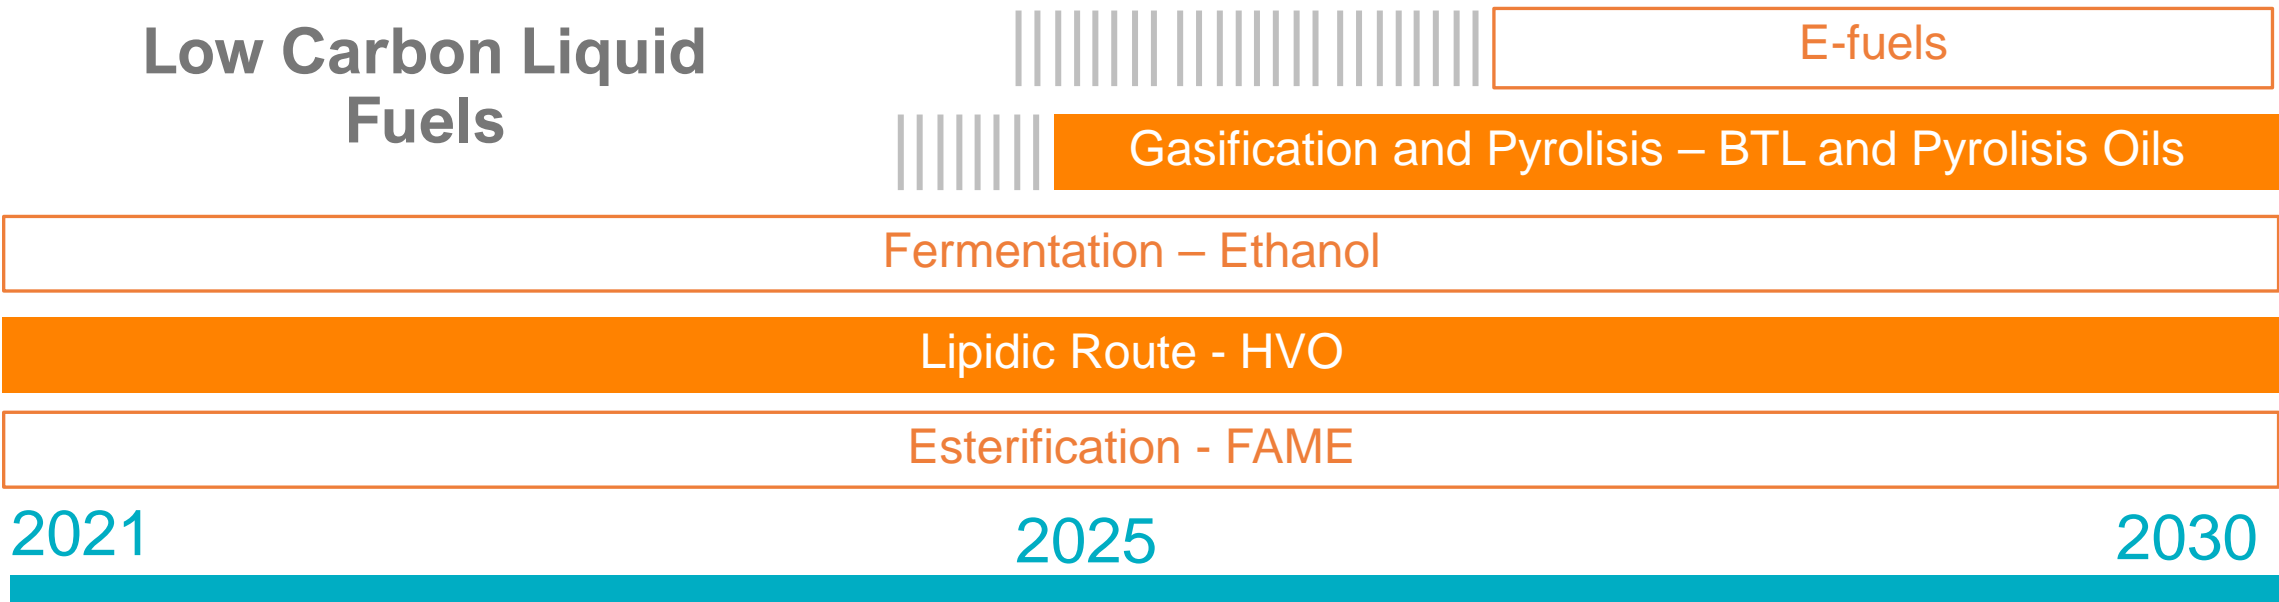 Low Carbon Liquid
Fuels
E-fuels
Gasification and Pyrolisis – BTL and Pyrolisis Oils
Fermentation – Ethanol
Lipidic Route - HVO
Esterification - FAME
2021
2025
2030